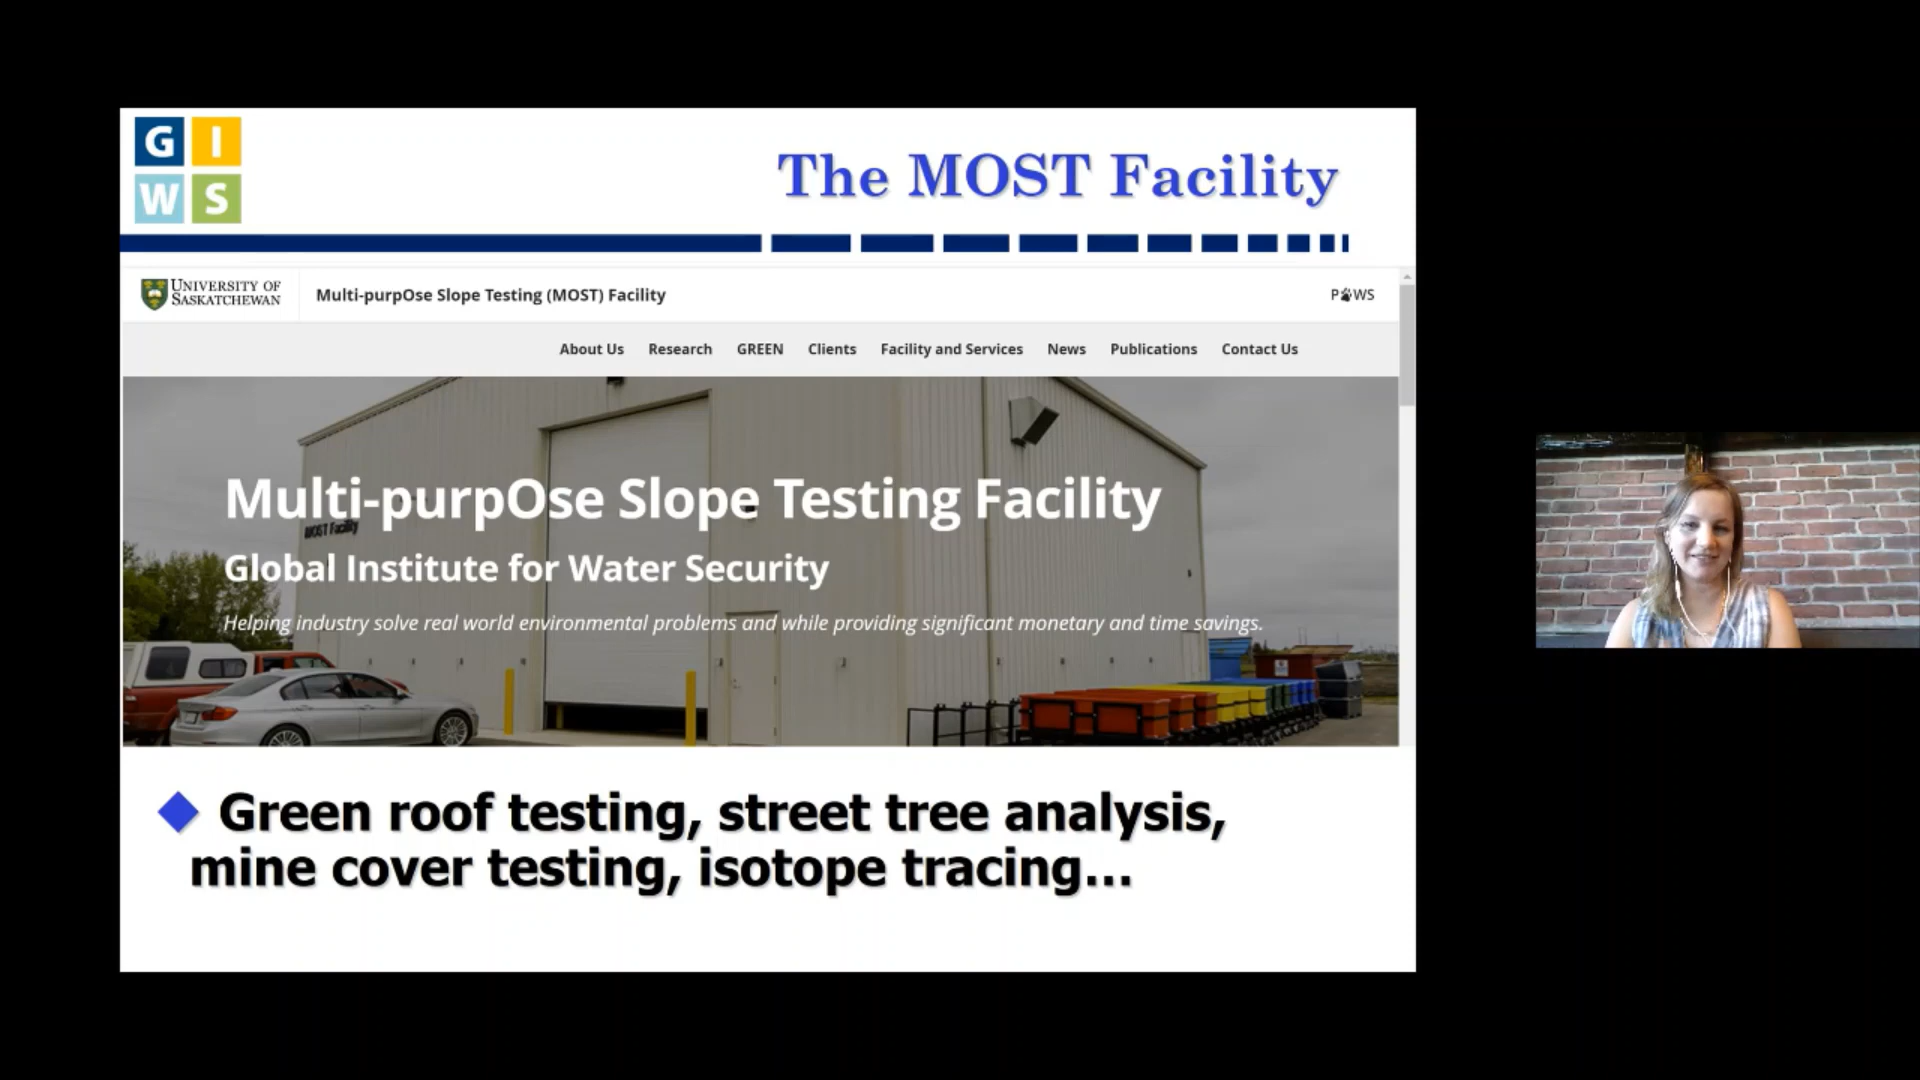 G I
W S
The MOST Facility
UNIVERSITY OF
SASKATCHEWAN
Multi-purpOse Slope Testing (MOST) Facility
PAWS
About Us Research GREEN Clients Facility and Services News Publications Contact Us
Multi-purpOse Slope Testing Facility
MOST Facility
Global Institute for Water Security
Helping industry solve real world environmental problems and while providing significant monetary and time savings.
Green roof testing, street tree analysis,
mine cover testing, isotope tracing...